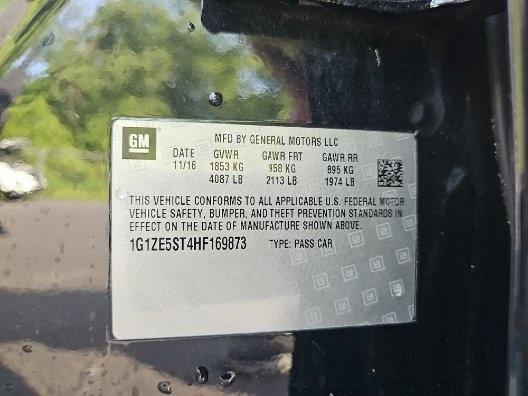 GM
MFD BY GENERAL MOTORS LLC
DATE GVWR GAWR FRT GAWR RR
11/16 1853 KG 958 KG 895 KG
4087 LB 2113 LB 1974 LB
THIS VEHICLE CONFORMS TO ALL APPLICABLE U.S. FEDERAL MOTOR
VEHICLE SAFETY, BUMPER, AND THEFT PREVENTION STANDARDS IN
EFFECT ON THE DATE OF MANUFACTURE SHOWN ABOVE.
1G1ZE5ST4HF169873 TYPE: PASS CAR